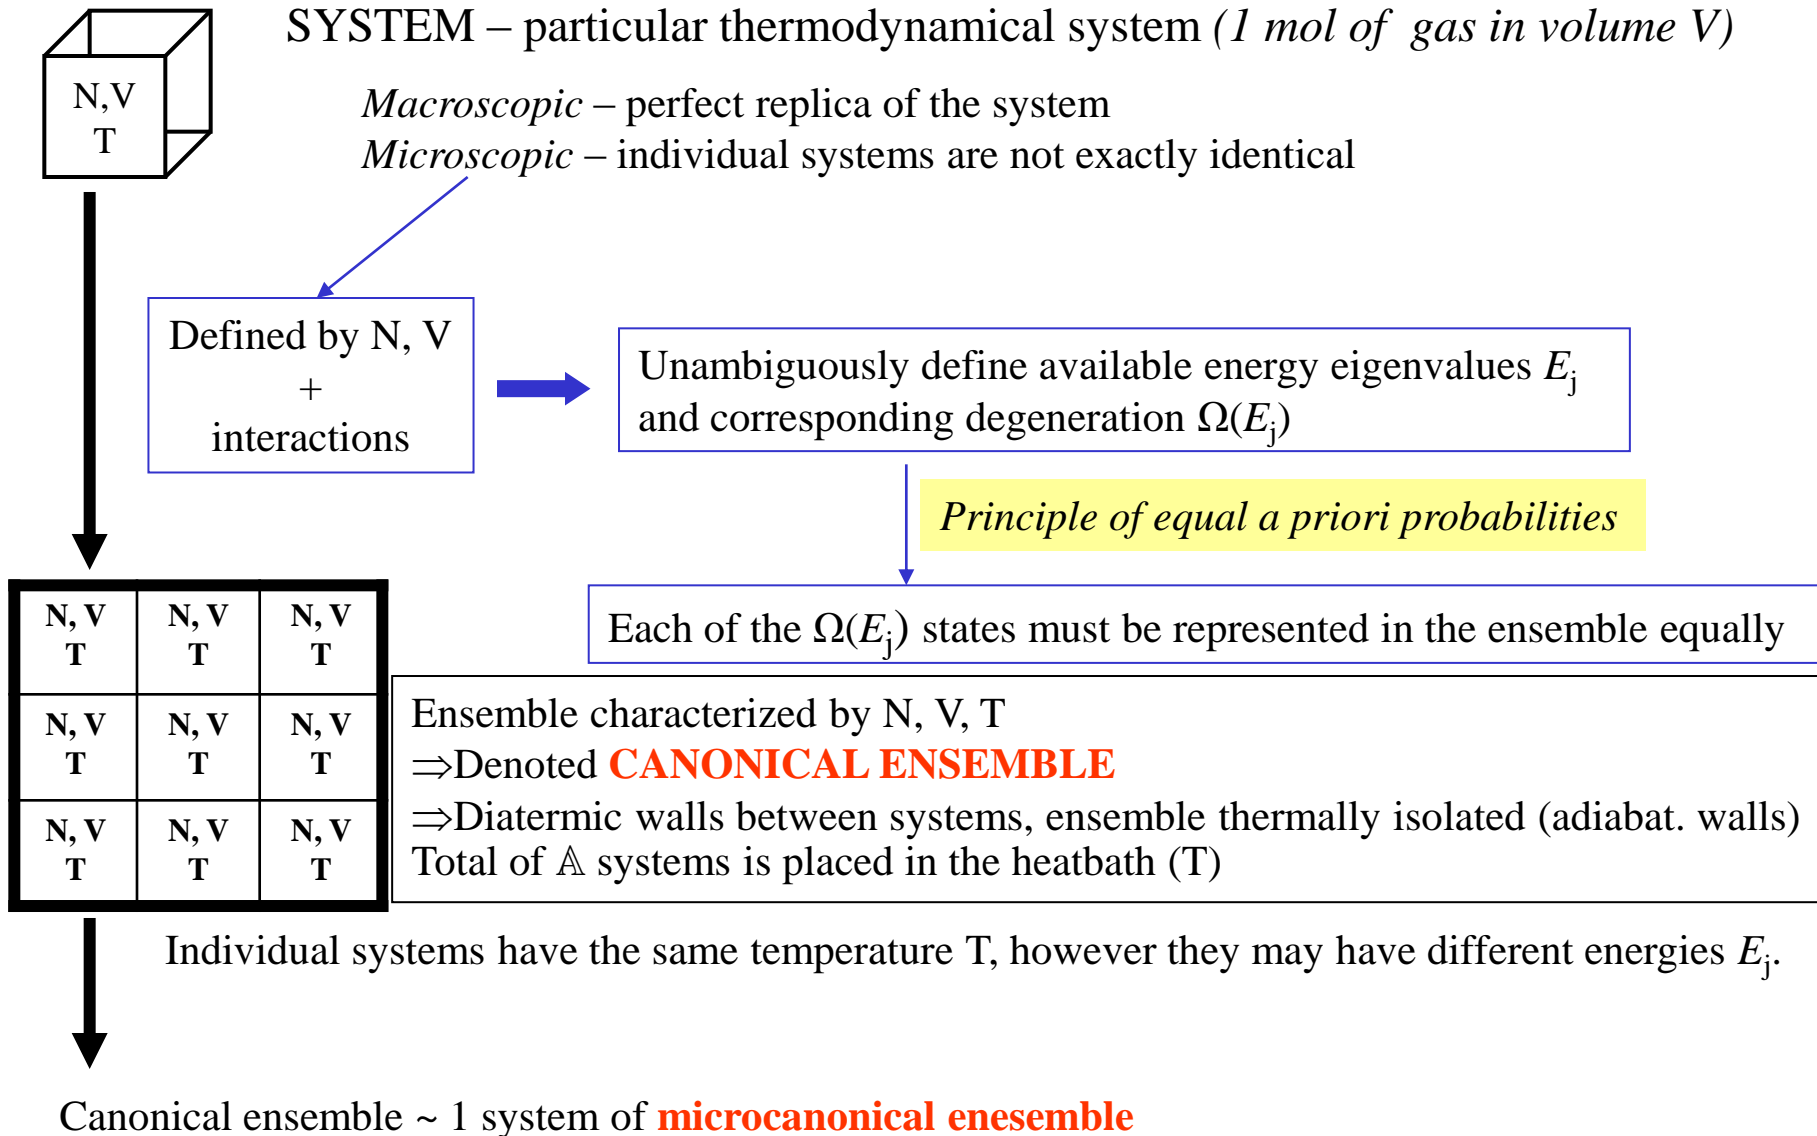 SYSTEM – particular thermodynamical system (1 mol of gas in volume V)
N,V
T
Macroscopic – perfect replica of the system
Microscopic – individual systems are not exactly identical
Defined by N, V
+
interactions
Unambiguously define available energy eigenvalues Ej
and corresponding degeneration Ω(Ej)
Principle of equal a priori probabilities
Each of the Ω(Ej) states must be represented in the ensemble equally
N, V N, V N, V
T T T
N, V N, V N, V
T T T
N, V N, V N, V
T T T
Ensemble characterized by N, V, T
⇒Denoted CANONICAL ENSEMBLE
⇒Diatermic walls between systems, ensemble thermally isolated (adiabat. walls)
Total of 𝔸 systems is placed in the heatbath (T)
Individual systems have the same temperature T, however they may have different energies Ej.
Canonical ensemble ~ 1 system of microcanonical enesemble